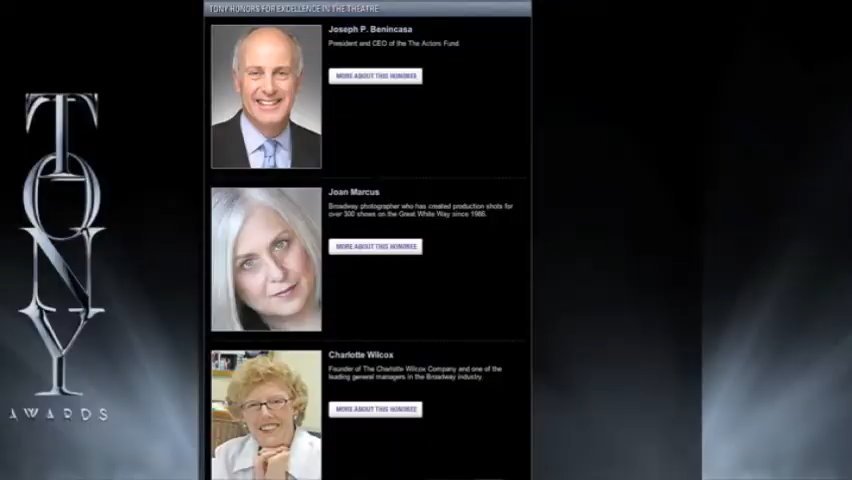 TONY HONORS FOR EXCELLENCE IN THE THEATRE
Joseph P. Benincasa
President and CEO of the The Actors Fund.
MORE ABOUT THIS HONOREE
TONY
AWARDS
Joan Marcus
Broadway photographer who has created production shots for
over 300 shows on the Great White Way since 1986.
MORE ABOUT THIS HONOREE
Charlotte Wilcox
Founder of The Charlotte Wilcox Company and one of the
leading general managers in the Broadway industry.
MORE ABOUT THIS HONOREE